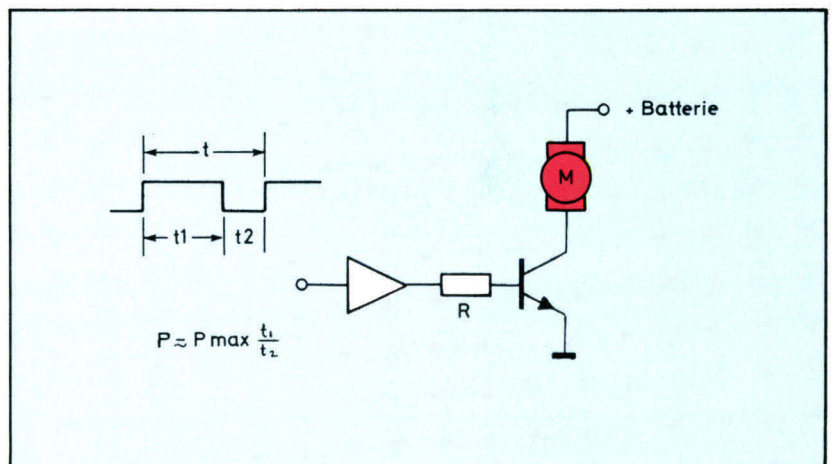 t
t1 t2
P ≈ P max t₁/t₂
+ Batterie
M
R